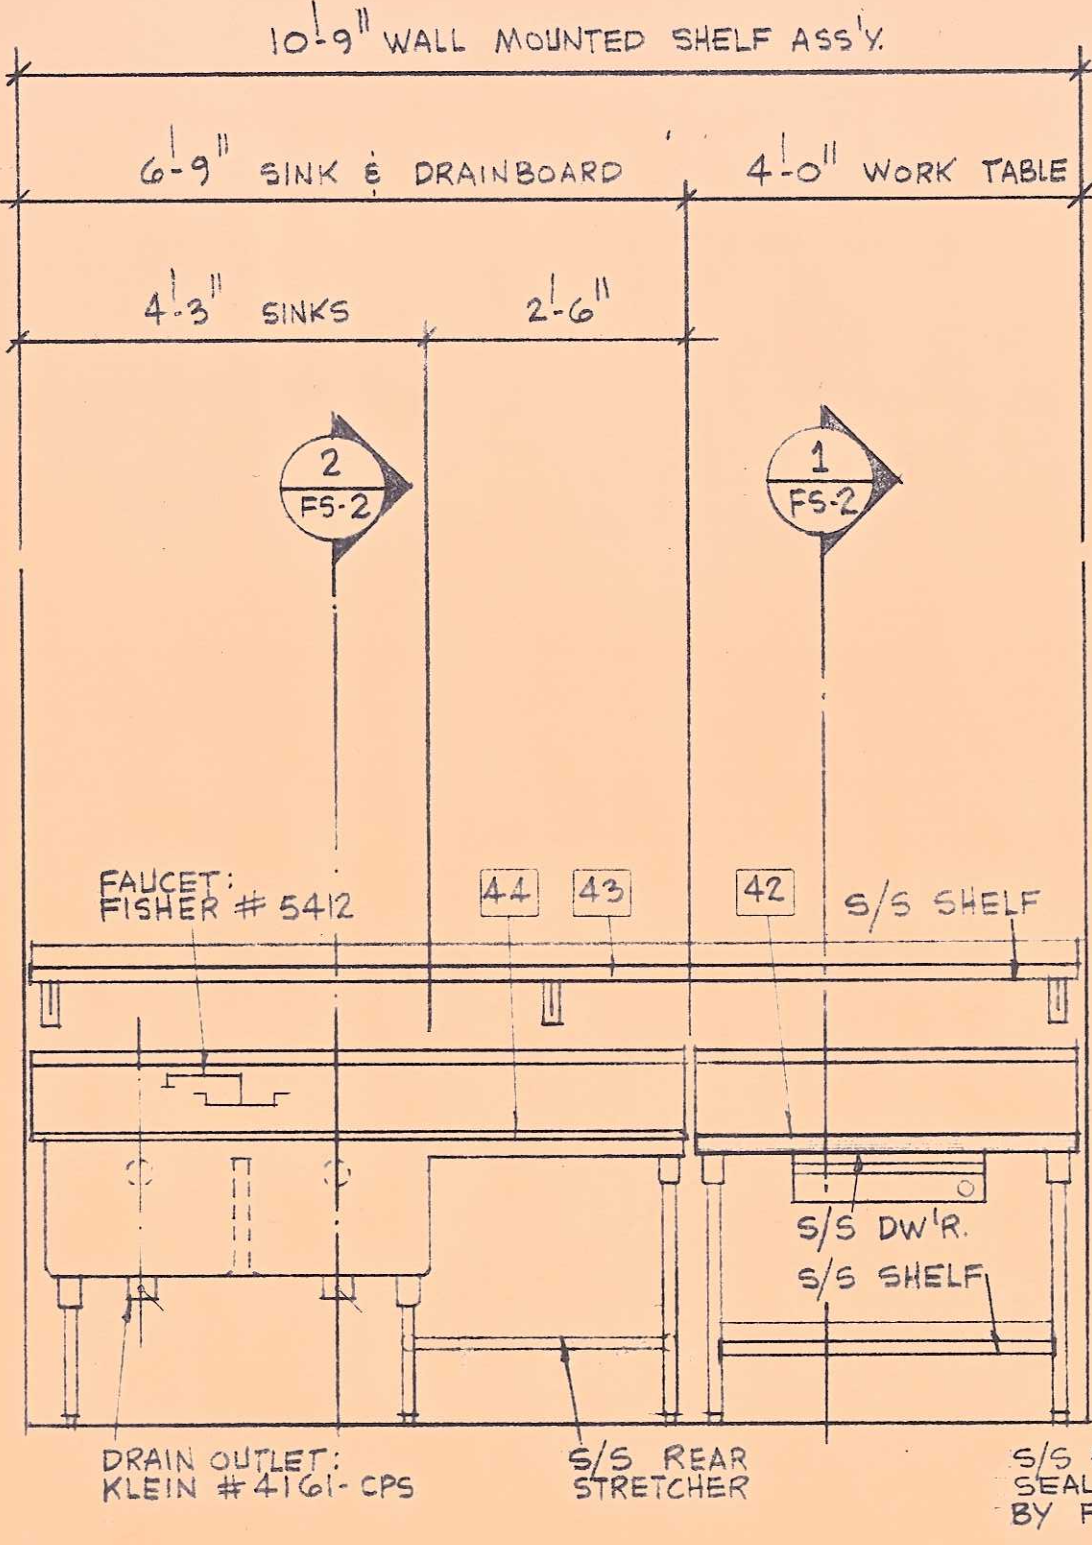 10'-9" WALL MOUNTED SHELF ASS'Y.
6'-9" SINK & DRAINBOARD
4'-0" WORK TABLE
4'-3" SINKS
2'-6"
2
FS-2
1
FS-2
FAUCET:
FISHER # 5412
44
43
42
S/S SHELF
S/S DW'R.
S/S SHELF
DRAIN OUTLET:
KLEIN # 4161-CPS
S/S REAR
STRETCHER
S/S
SEAL
BY F